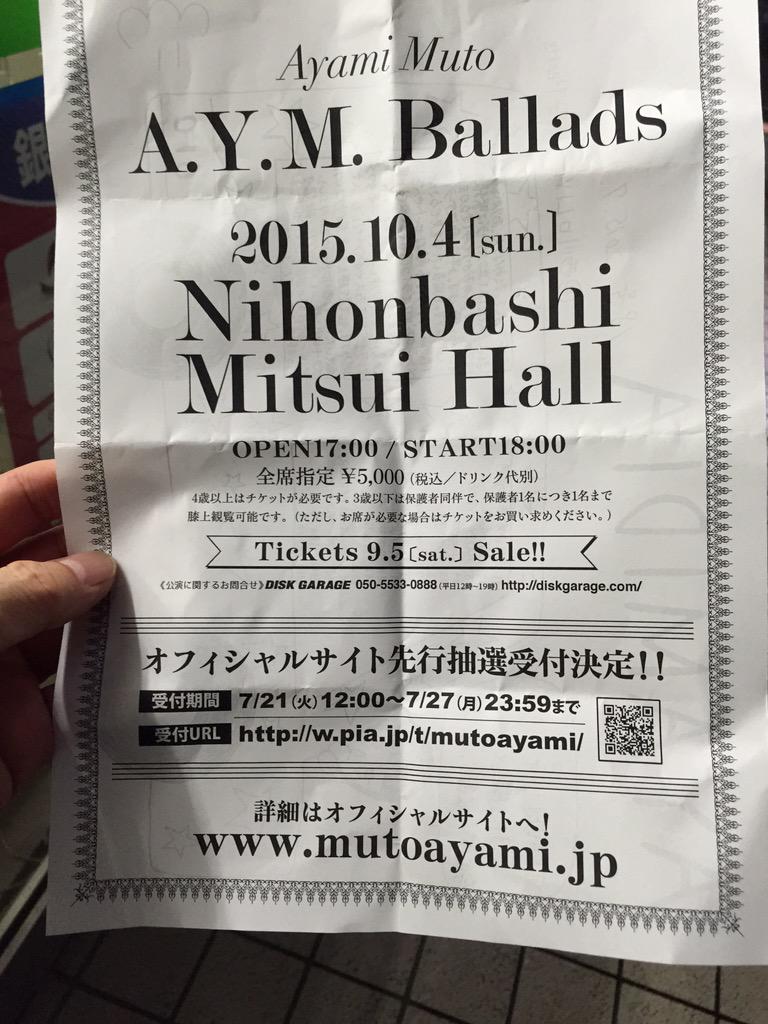 Ayami Muto
A.Y.M. Ballads
2015.10.4[sun.]
Nihonbashi
Mitsui Hall
OPEN17:00 / START18:00
全席指定 ¥5,000(税込/ドリンク代別)
4歳以上はチケットが必要です。3歳以下は保護者同伴で、保護者1名につき1名まで
膝上観覧可能です。(ただし、お席が必要な場合はチケットをお買い求めください。)
Tickets 9.5〔sat.〕Sale!!
《公演に関するお問合せ》DISK GARAGE 050-5533-0888(平日12時~19時) http://diskgarage.com/
オフィシャルサイト先行抽選受付決定!!
受付期間 7/21(火)12:00〜7/27(月)23:59まで
受付URL http://w.pia.jp/t/mutoayami/
詳細はオフィシャルサイトへ!
www.mutoayami.jp
銀